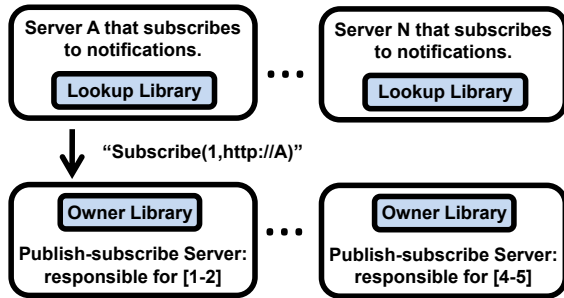 Server A that subscribes
to notifications.
Lookup Library
...
Server N that subscribes
to notifications.
Lookup Library
“Subscribe(1,http://A)”
Owner Library
Publish-subscribe Server:
responsible for [1-2]
...
Owner Library
Publish-subscribe Server:
responsible for [4-5]